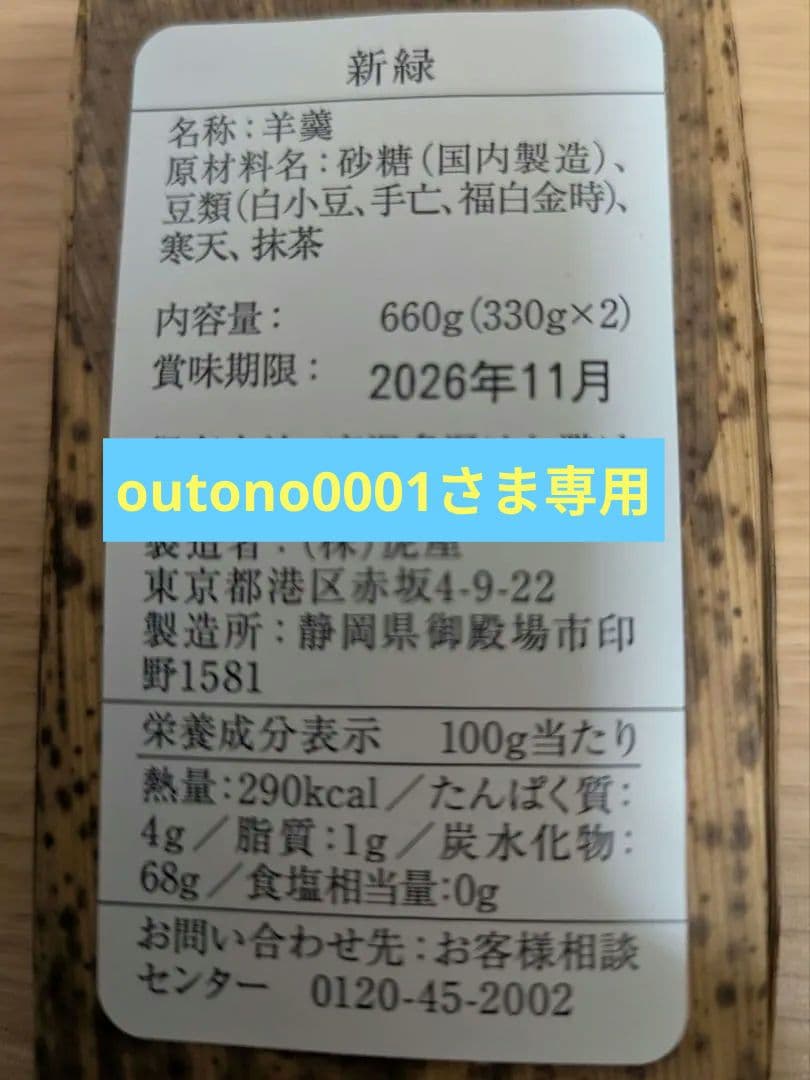 新緑
名称：羊羹
原材料名：砂糖（国内製造）、
豆類（白小豆、手亡、福白金時）、
寒天、抹茶
内容量： 660g（330g×2）
賞味期限： 2026年11月
outono0001さま専用
製造者：（株）虎屋
東京都港区赤坂4-9-22
製造所：静岡県御殿場市印
野1581
栄養成分表示 100g当たり
熱量：290kcal／たんぱく質：
4g／脂質：1g／炭水化物：
68g／食塩相当量：0g
お問い合わせ先：お客様相談
センター 0120-45-2002